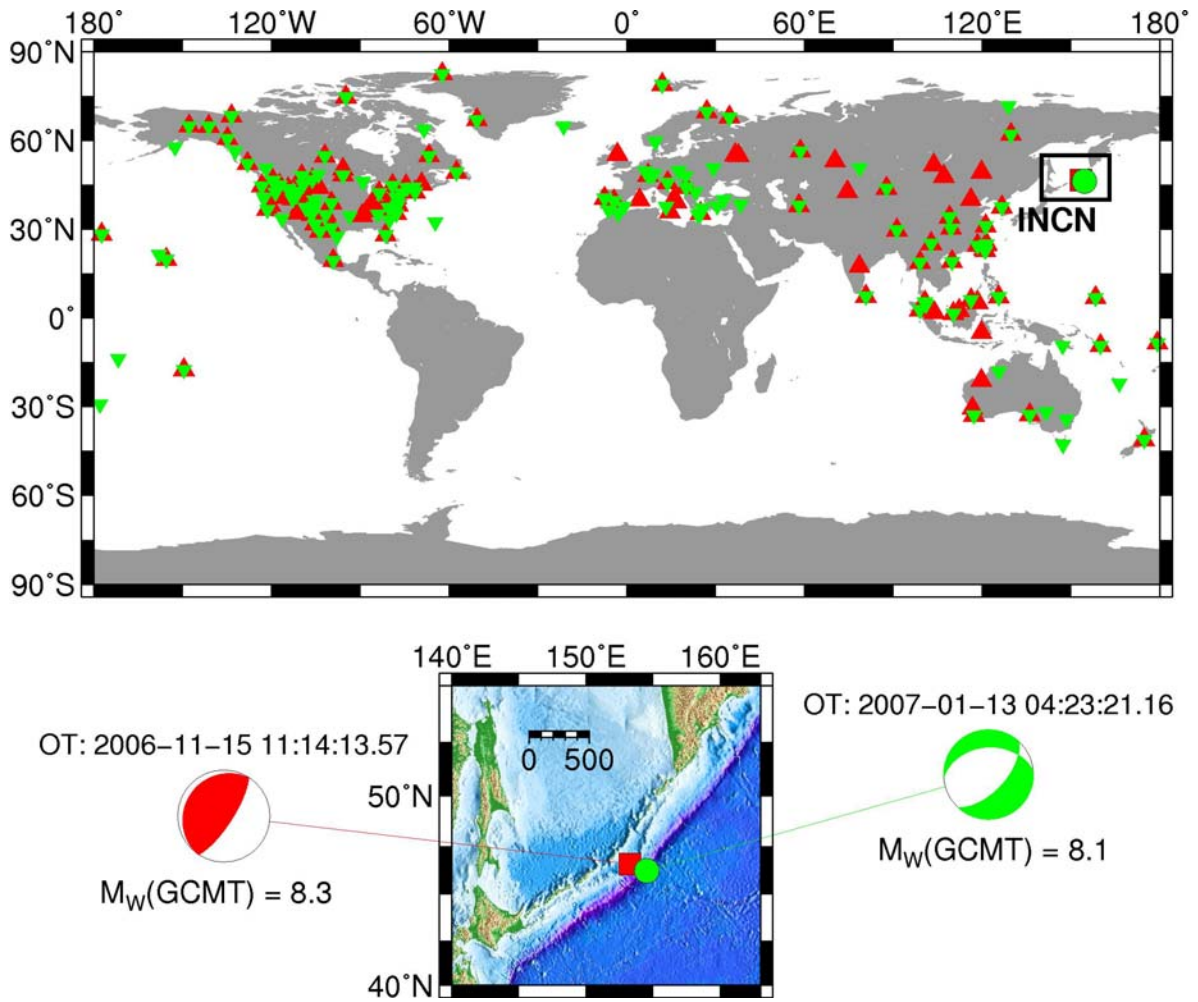 180˚ 120˚W 60˚W 0˚ 60˚E 120˚E 180˚
90˚N
60˚N
30˚N
0˚
30˚S
60˚S
90˚S
INCN
140˚E 150˚E 160˚E
50˚N
40˚N
0 500
OT: 2006−11−15 11:14:13.57
MW(GCMT) = 8.3
OT: 2007−01−13 04:23:21.16
MW(GCMT) = 8.1